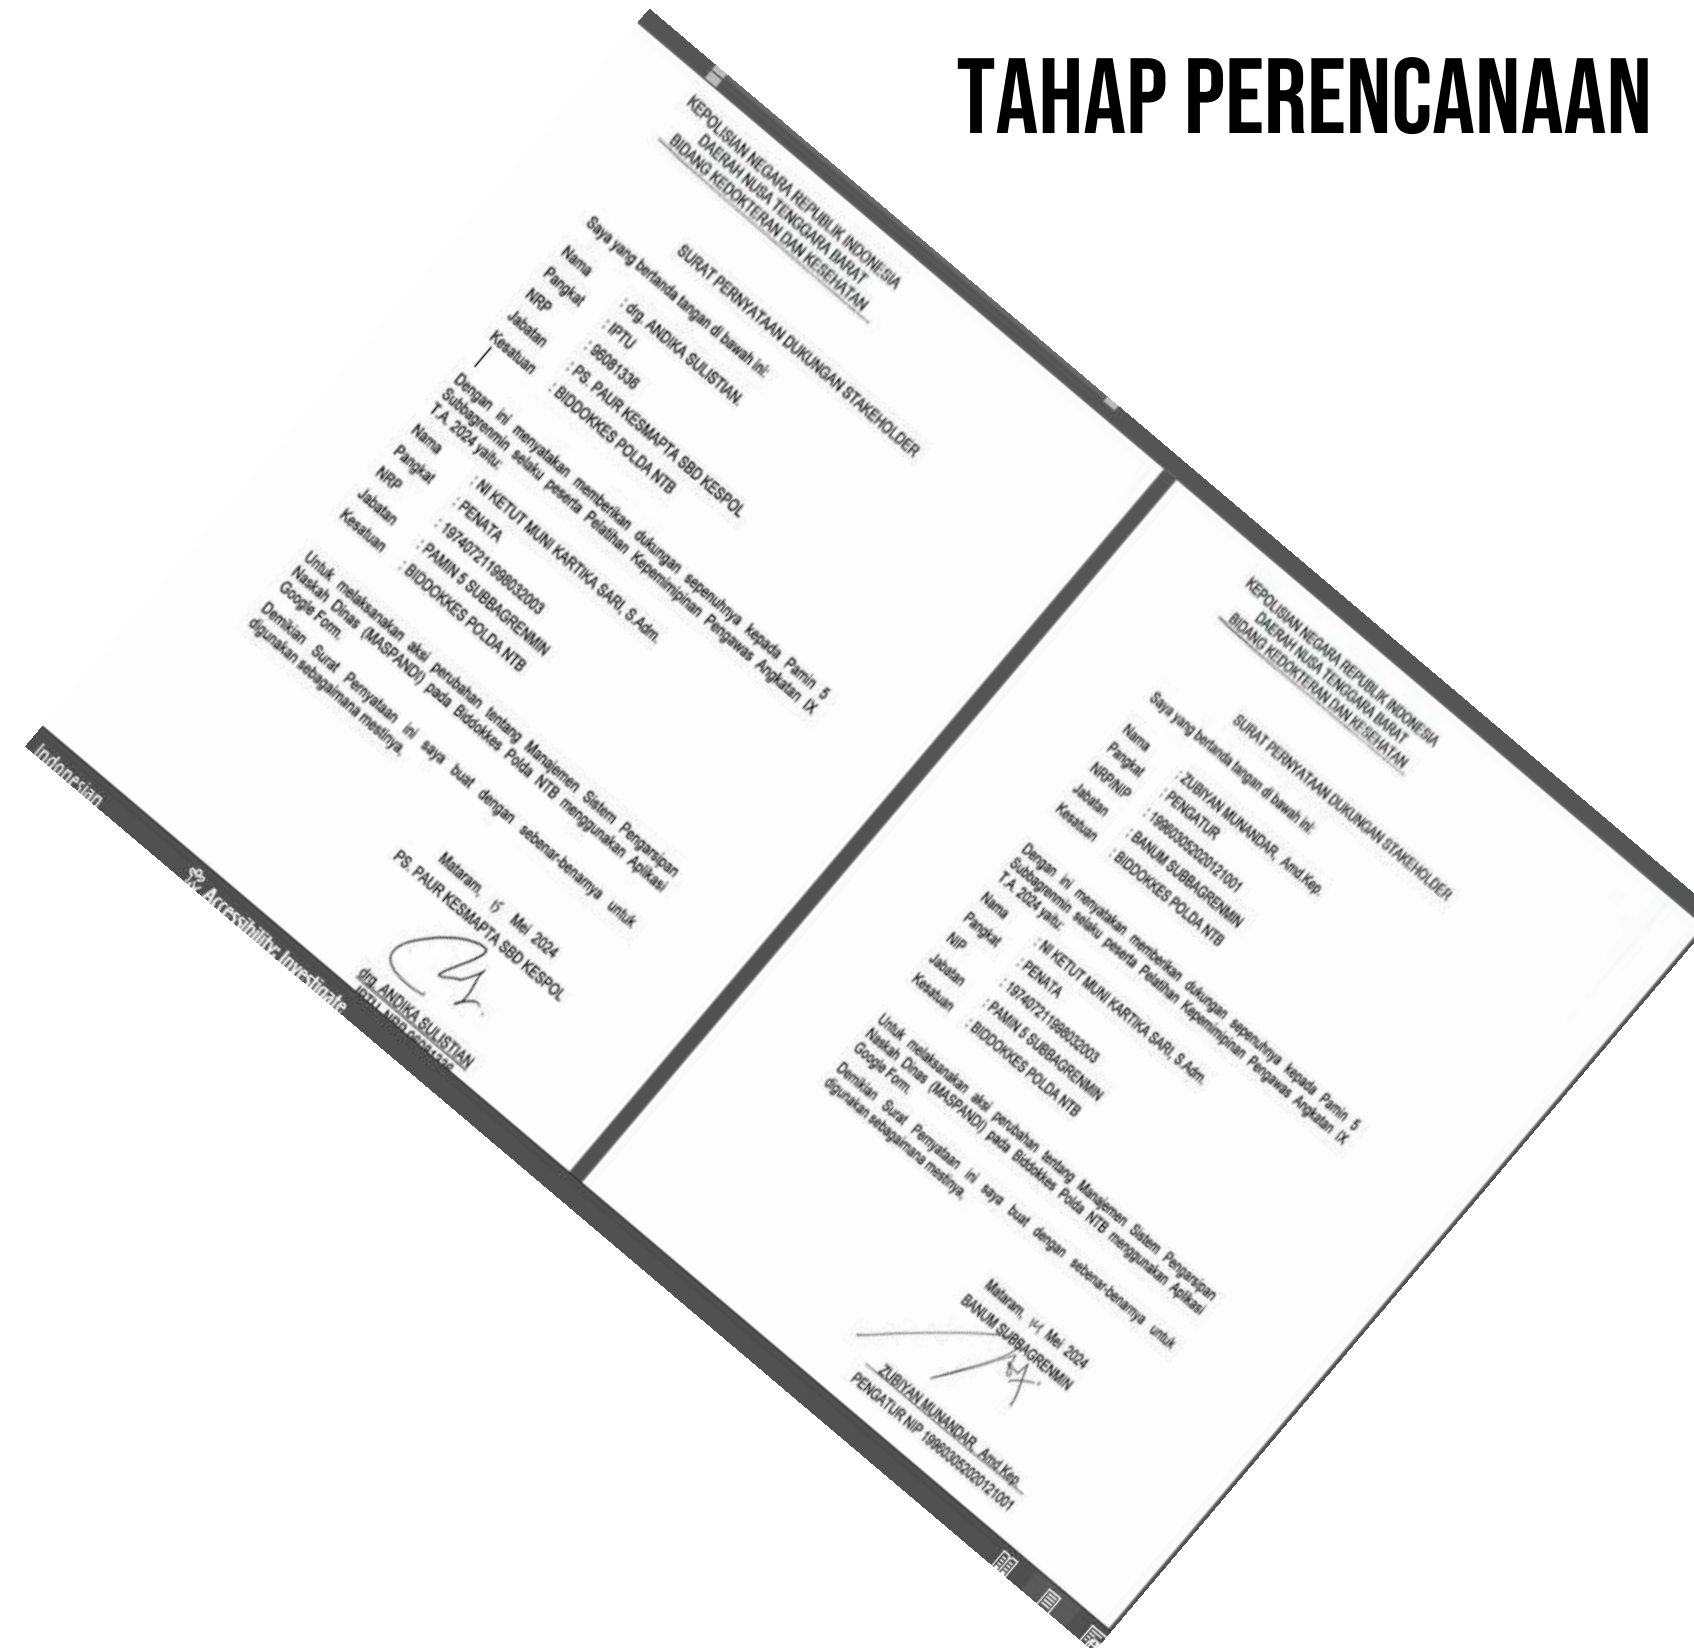 TAHAP PERENCANAAN
KEPOLISIAN NEGARA REPUBLIK INDONESIA
DAERAH NUSA TENGGARA BARAT
BIDANG KEDOKTERAN DAN KESEHATAN
SURAT PERNYATAAN DUKUNGAN STAKEHOLDER
Saya yang bertanda tangan di bawah ini:
Nama : drg. ANDIKA SULISTIAN.
Pangkat : IPTU
NRP : 96081336
Jabatan : PS. PAUR KESMAPTA SBD KESPOL
Kesatuan : BIDDOKKES POLDA NTB
Dengan ini menyatakan memberikan dukungan sepenuhnya kepada Pamin 5
Subbagrenmin selaku peserta Pelatihan Kepemimpinan Pengawas Angkatan IX
T.A. 2024 yaitu:
Nama : NI KETUT MUNI KARTIKA SARI, S.Adm.
Pangkat : PENATA
NRP : 197407211998032003
Jabatan : PAMIN 5 SUBBAGRENMIN
Kesatuan : BIDDOKKES POLDA NTB
Untuk melaksanakan aksi perubahan tentang Manajemen Sistem Pengarsipan
Naskah Dinas (MASPANDI) pada Biddokkes Polda NTB menggunakan Aplikasi
Google Form.
Demikian Surat Pernyataan ini saya buat dengan sebenar-benarnya untuk
digunakan sebagaimana mestinya.
Mataram, 15 Mei 2024
PS. PAUR KESMAPTA SBD KESPOL
drg. ANDIKA SULISTIAN
IPTU NRP 96081336
Indonesian
Accessibility: Investigate
KEPOLISIAN NEGARA REPUBLIK INDONESIA
DAERAH NUSA TENGGARA BARAT
BIDANG KEDOKTERAN DAN KESEHATAN
SURAT PERNYATAAN DUKUNGAN STAKEHOLDER
Saya yang bertanda tangan di bawah ini:
Nama : ZUBIYAN MUNANDAR, Amd.Kep.
Pangkat : PENGATUR
NRP/NIP : 199603052020121001
Jabatan : BANUM SUBBAGRENMIN
Kesatuan : BIDDOKKES POLDA NTB
Dengan ini menyatakan memberikan dukungan sepenuhnya kepada Pamin 5
Subbagrenmin selaku peserta Pelatihan Kepemimpinan Pengawas Angkatan IX
T.A. 2024 yaitu:
Nama : NI KETUT MUNI KARTIKA SARI, S.Adm.
Pangkat : PENATA
NIP : 197407211998032003
Jabatan : PAMIN 5 SUBBAGRENMIN
Kesatuan : BIDDOKKES POLDA NTB
Untuk melaksanakan aksi perubahan tentang Manajemen Sistem Pengarsipan
Naskah Dinas (MASPANDI) pada Biddokkes Polda NTB menggunakan Aplikasi
Google Form.
Demikian Surat Pernyataan ini saya buat dengan sebenar-benarnya untuk
digunakan sebagaimana mestinya.
Mataram, 14 Mei 2024
BANUM SUBBAGRENMIN
ZUBIYAN MUNANDAR, Amd.Kep.
PENGATUR NIP 199603052020121001